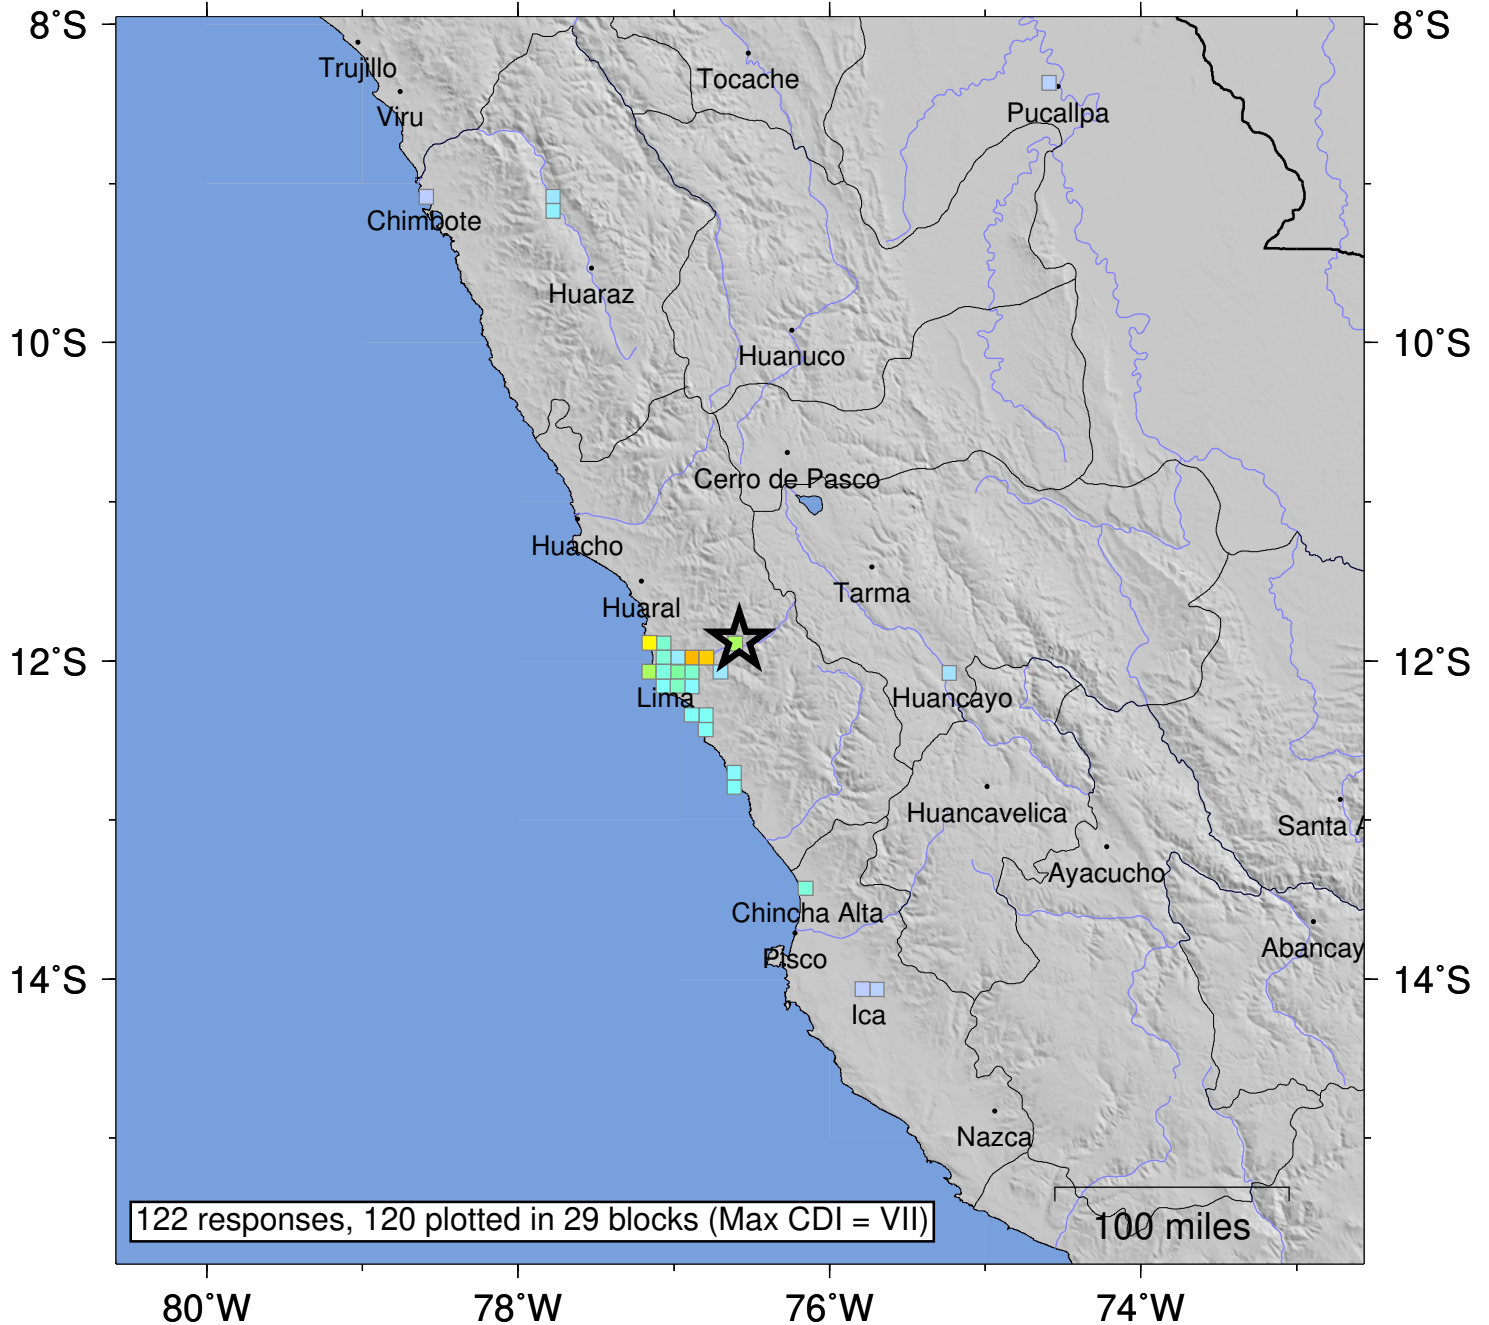 8˚S
8˚S
Trujillo
Tocache
Viru
Pucallpa
Chimbote
Huaraz
10˚S
10˚S
Huanuco
Cerro de Pasco
Huacho
Tarma
Huaral
12˚S
12˚S
Lima
Huancayo
Huancavelica
Santa A
Ayacucho
Chincha Alta
Abancay
Pisco
14˚S
14˚S
Ica
Nazca
122 responses, 120 plotted in 29 blocks (Max CDI = VII)
100 miles
80˚W
78˚W
76˚W
74˚W